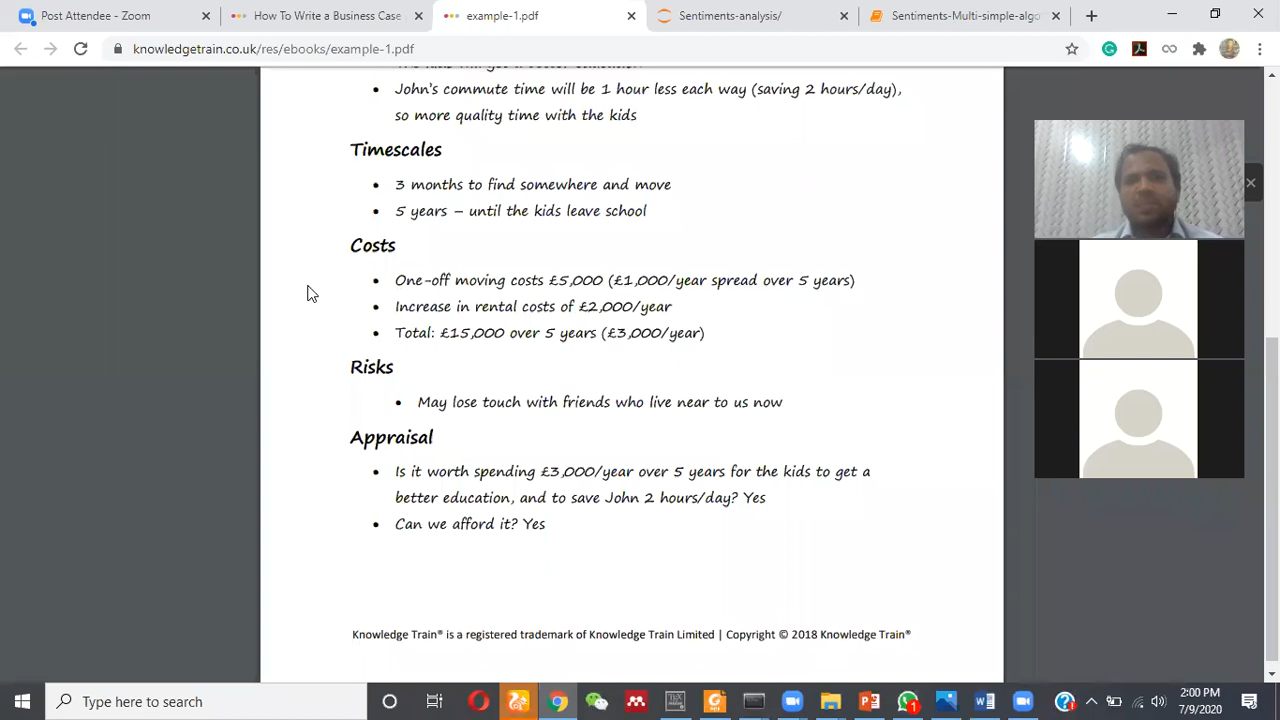 Post Attendee - Zoom
How To Write a Business Case
example-1.pdf
Sentiments-analysis/
Sentiments-Multi-simple-algo
knowledgetrain.co.uk/res/ebooks/example-1.pdf
• John's commute time will be 1 hour less each way (saving 2 hours/day),
so more quality time with the kids
Timescales
• 3 months to find somewhere and move
• 5 years – until the kids leave school
Costs
• One-off moving costs £5,000 (£1,000/year spread over 5 years)
• Increase in rental costs of £2,000/year
• Total: £15,000 over 5 years (£3,000/year)
Risks
• May lose touch with friends who live near to us now
Appraisal
• Is it worth spending £3,000/year over 5 years for the kids to get a
better education, and to save John 2 hours/day? Yes
• Can we afford it? Yes
Knowledge Train® is a registered trademark of Knowledge Train Limited | Copyright © 2018 Knowledge Train®
Type here to search
2:00 PM
7/9/2020